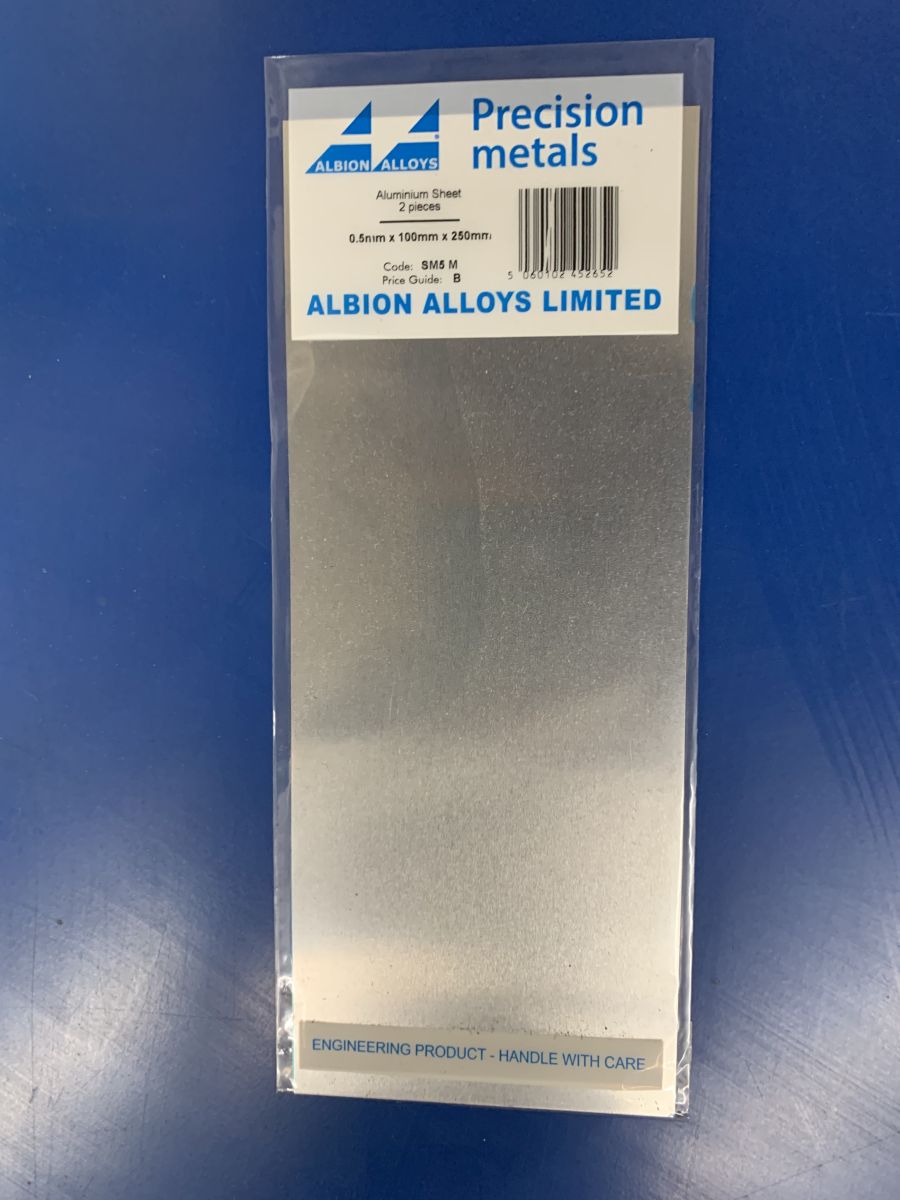 Precision
metals
ALBION ALLOYS
Aluminium Sheet
2 pieces
0.5mm x 100mm x 250mm
Code: SM5 M
Price Guide: B
5 060102 452652
ALBION ALLOYS LIMITED
ENGINEERING PRODUCT - HANDLE WITH CARE